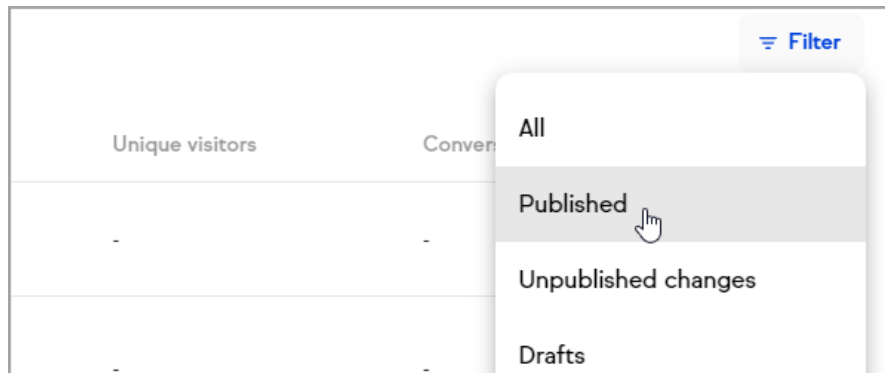 Filter
All
Unique visitors
Convers
Published
-
-
Unpublished changes
Drafts
-
-